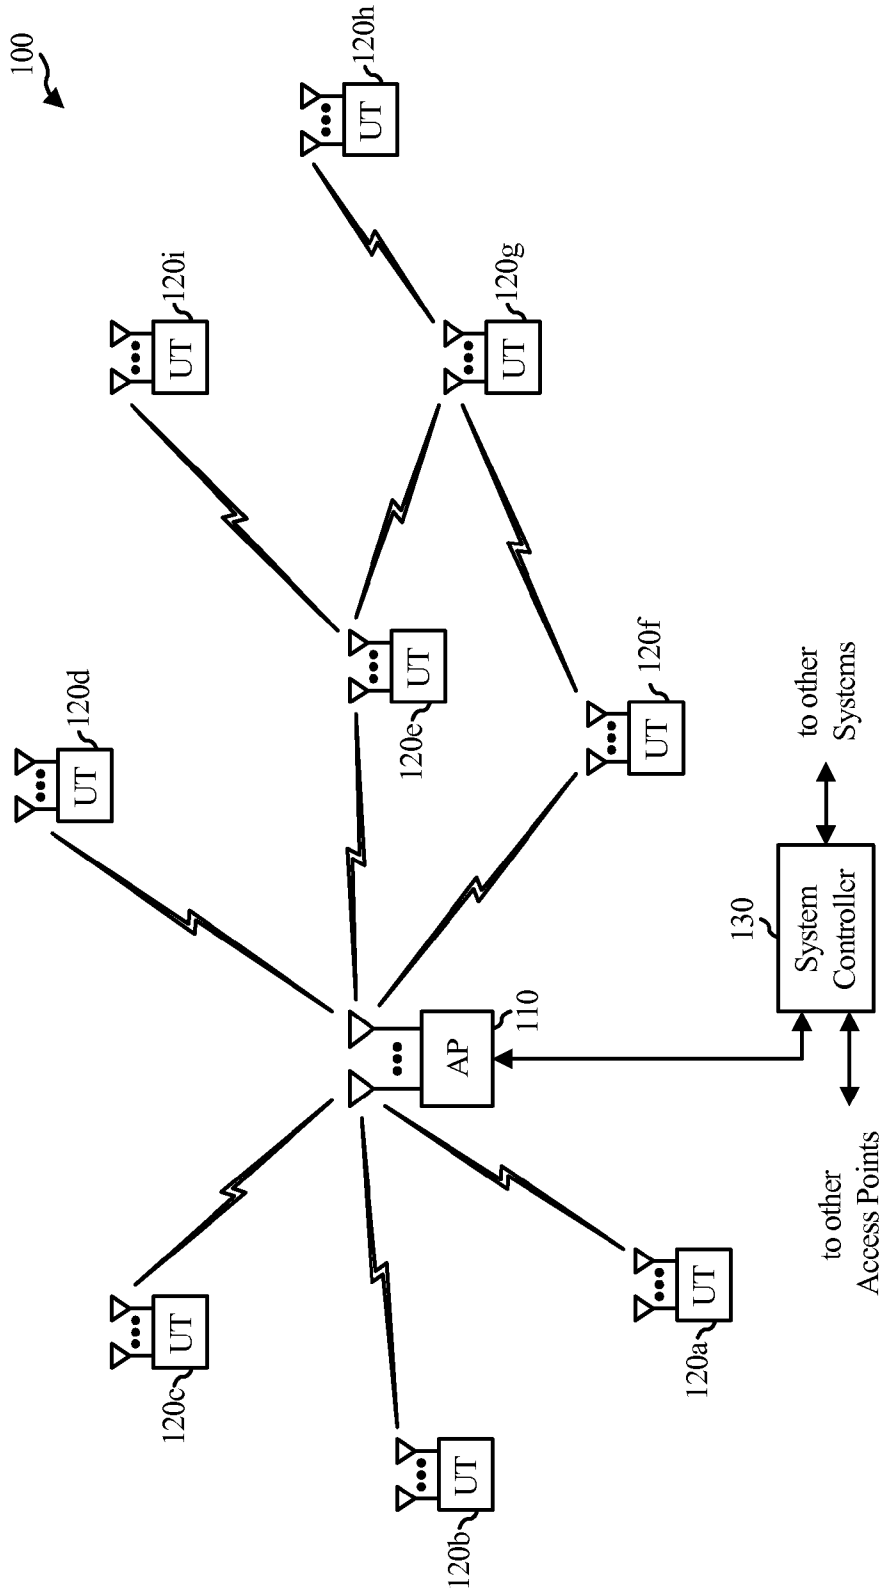 100
120h
UT
120i
UT
120g
UT
120d
UT
120e
UT
120f
UT
110
AP
120c
UT
120b
UT
120a
UT
130
System
Controller
to other
Systems
to other
Access Points